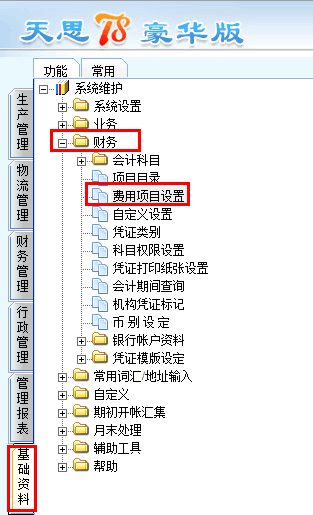 天思T8豪华版
功能 常用
系统维护
系统设置
业务
财务
会计科目
项目目录
费用项目设置
自定义设置
凭证类别
科目权限设置
凭证打印纸张设置
会计期间查询
机构凭证标记
币别设定
银行帐户资料
凭证模版设定
常用词汇/地址输入
自定义
期初开帐汇集
月末处理
辅助工具
帮助
生产管理
物流管理
财务管理
行政管理
管理报表
基础资料